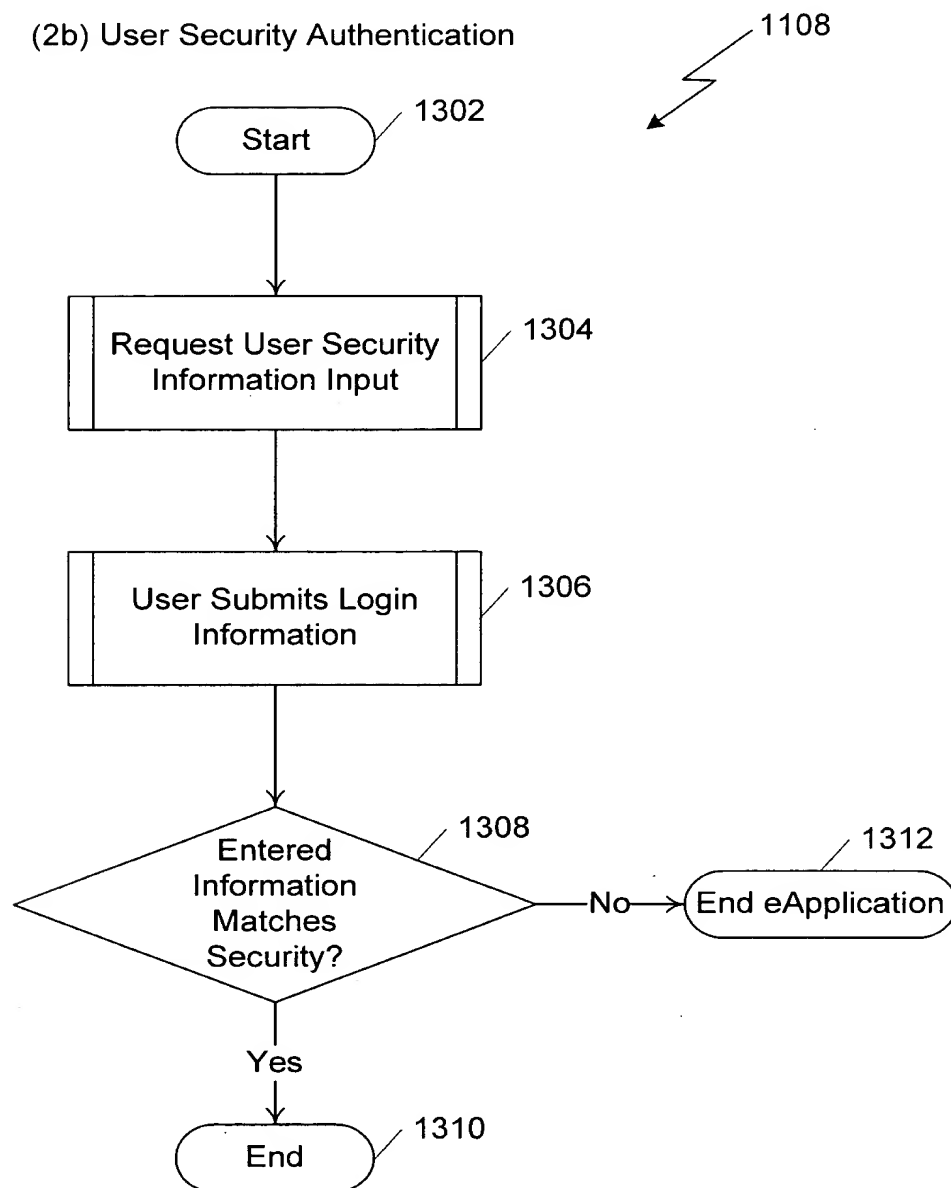 (2b) User Security Authentication
1108
1302
Start
1304
Request User Security
Information Input
1306
User Submits Login
Information
1308
Entered
Information
Matches
Security?
1312
No
End eApplication
Yes
1310
End